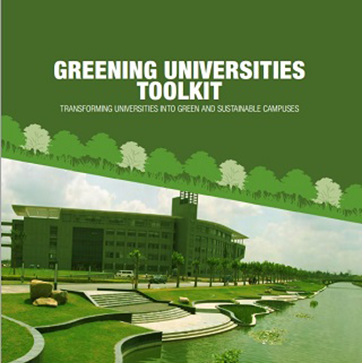 GREENING UNIVERSITIES
TOOLKIT
TRANSFORMING UNIVERSITIES INTO GREEN AND SUSTAINABLE CAMPUSES